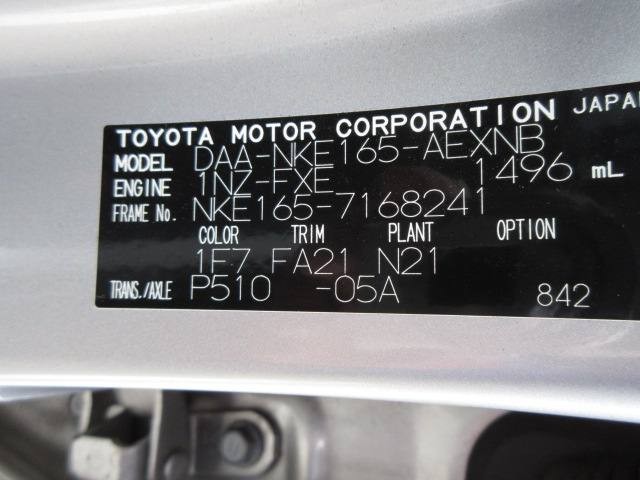 TOYOTA MOTOR CORPORATION JAPAN
MODEL DAA-NKE165-AEXNB
ENGINE 1NZ-FXE 1496 mL
FRAME No. NKE165-7168241
COLOR TRIM PLANT OPTION
1F7 FA21 N21
TRANS./AXLE P510 -05A 842